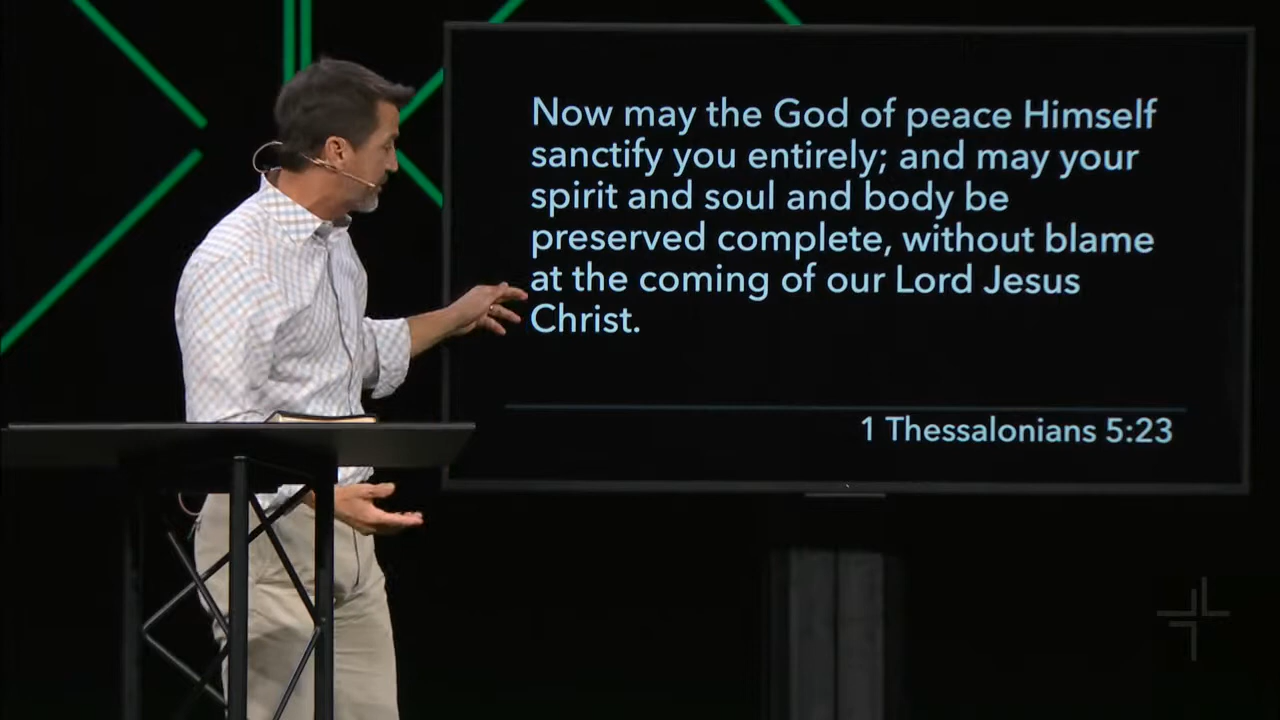 Now may the God of peace Himself
sanctify you entirely; and may your
spirit and soul and body be
preserved complete, without blame
at the coming of our Lord Jesus
Christ.
1 Thessalonians 5:23